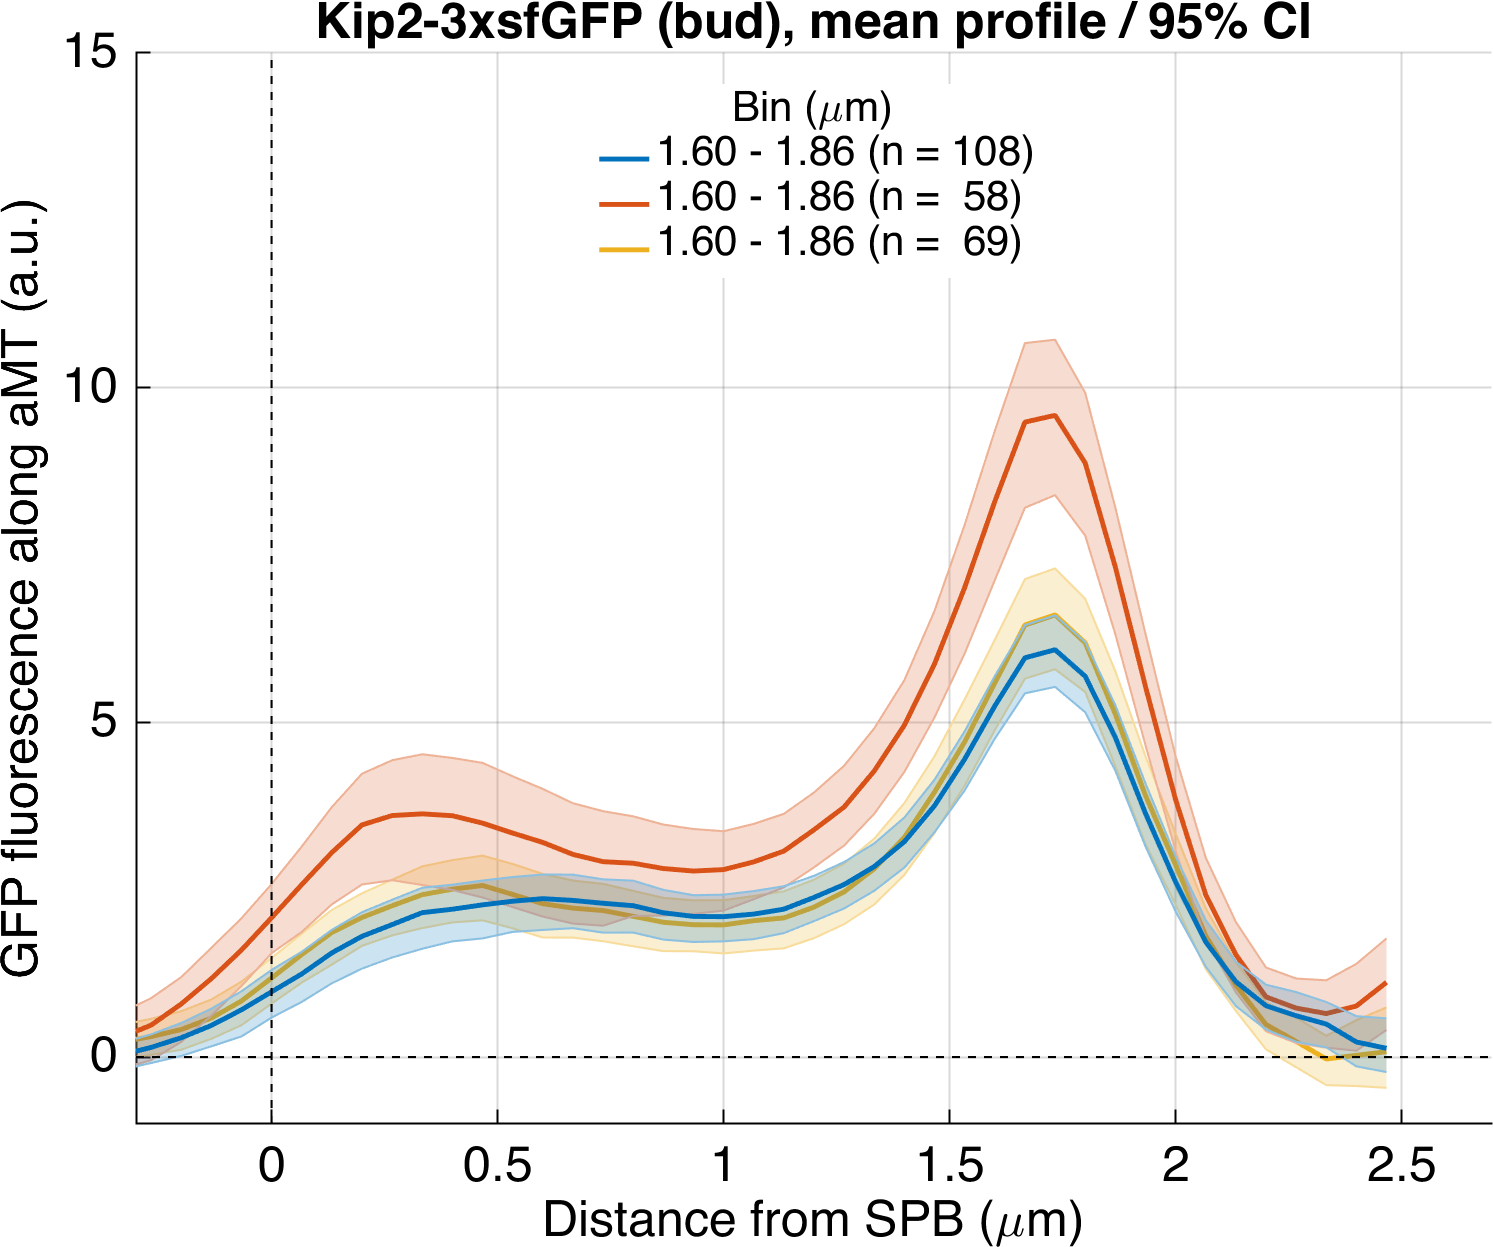 Kip2-3xsfGFP (bud), mean profile / 95% CI
15
10
5
0
GFP fluorescence along aMT (a.u.)
Bin (μm)
1.60 - 1.86 (n = 108)
1.60 - 1.86 (n = 58)
1.60 - 1.86 (n = 69)
0 0.5 1 1.5 2 2.5
Distance from SPB (μm)